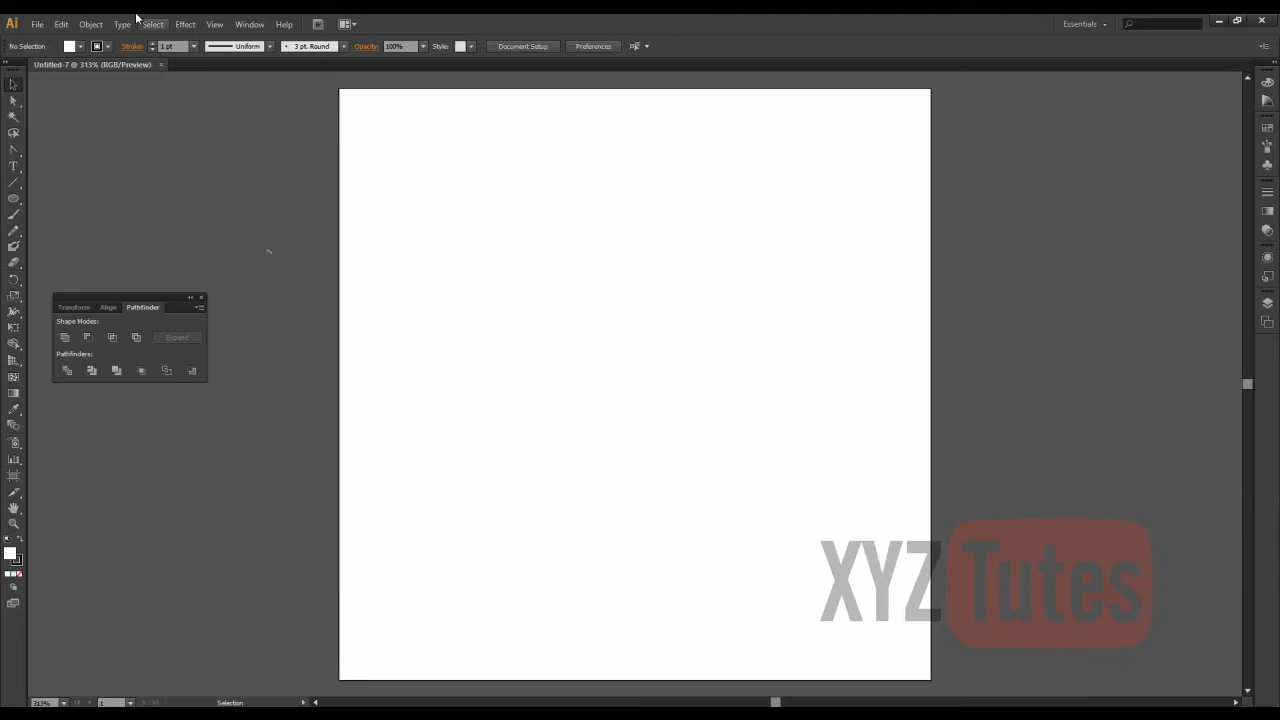 Ai File Edit Object Type Select Effect View Window Help Br Essentials
No Selection Stroke: 1 pt Uniform 3 pt. Round Opacity: 100% Style: Document Setup Preferences
Untitled-7 @ 313% (RGB/Preview) ×
Transform Align Pathfinder
Shape Modes:
Expand
Pathfinders:
XYZ Tutes
313% 1 Selection